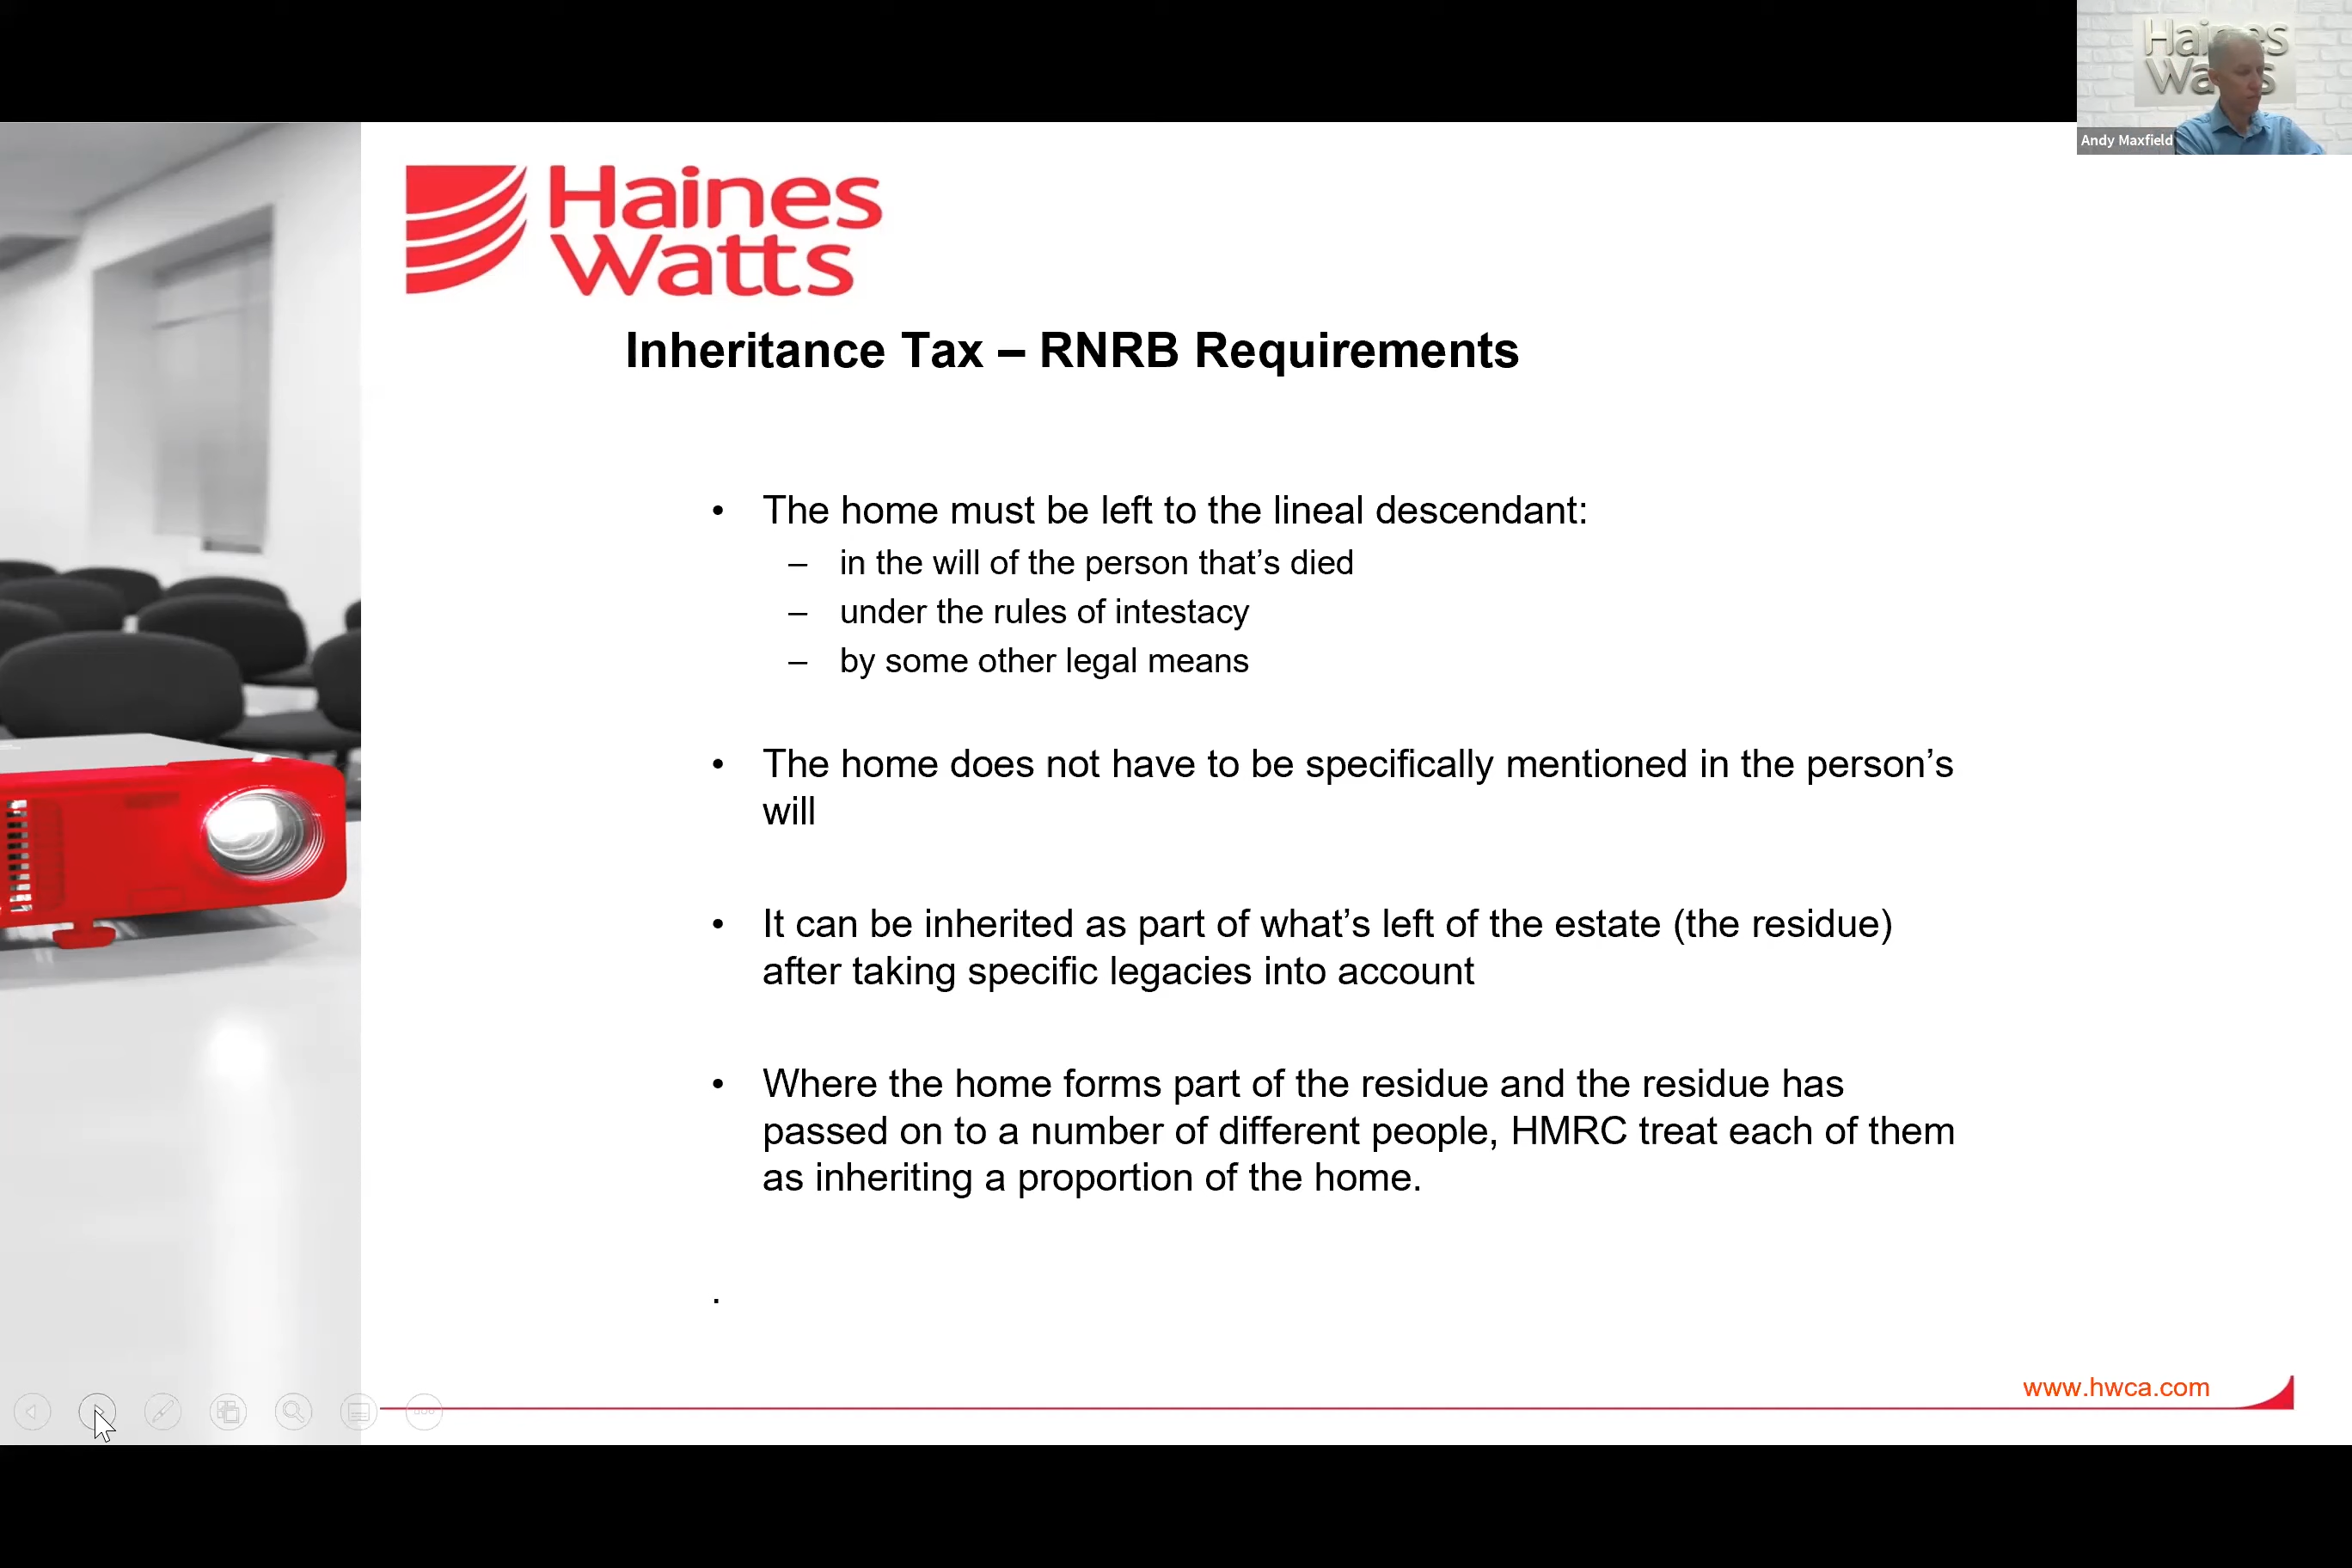 Haines
Watts
Andy Maxfield
Haines
Watts
Inheritance Tax – RNRB Requirements
• The home must be left to the lineal descendant:
– in the will of the person that’s died
– under the rules of intestacy
– by some other legal means
• The home does not have to be specifically mentioned in the person’s
will
• It can be inherited as part of what’s left of the estate (the residue)
after taking specific legacies into account
• Where the home forms part of the residue and the residue has
passed on to a number of different people, HMRC treat each of them
as inheriting a proportion of the home.
.
www.hwca.com